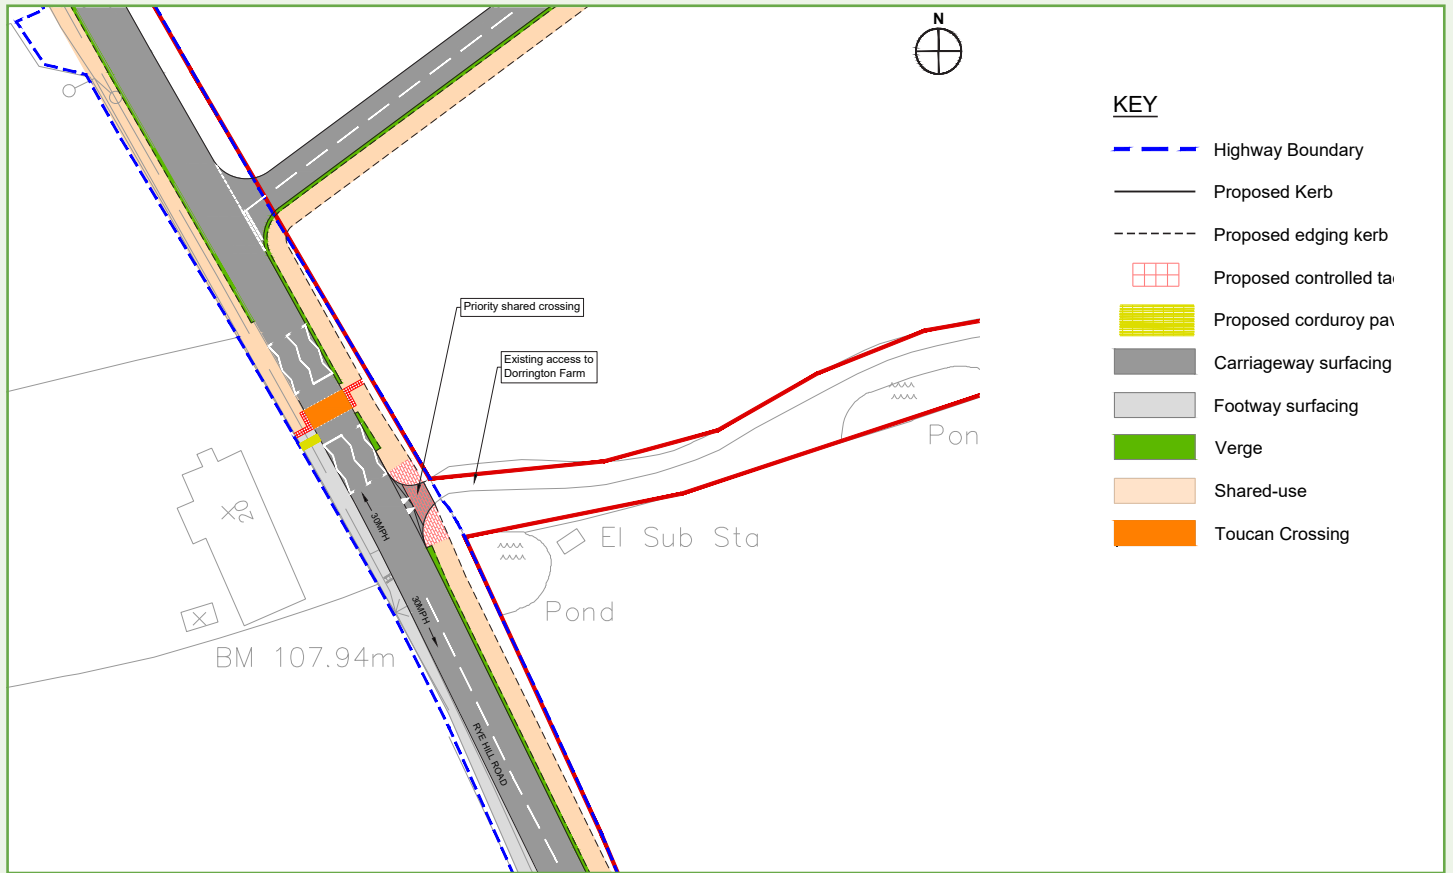 N
KEY
Highway Boundary
Proposed Kerb
Proposed edging kerb
Proposed controlled ta
Proposed corduroy pav
Carriageway surfacing
Footway surfacing
Verge
Shared-use
Toucan Crossing
Priority shared crossing
Existing access to
Dorrington Farm
Pon
20
30MPH
El Sub Sta
30MPH
Pond
BM 107.94m
RYE HILL ROAD